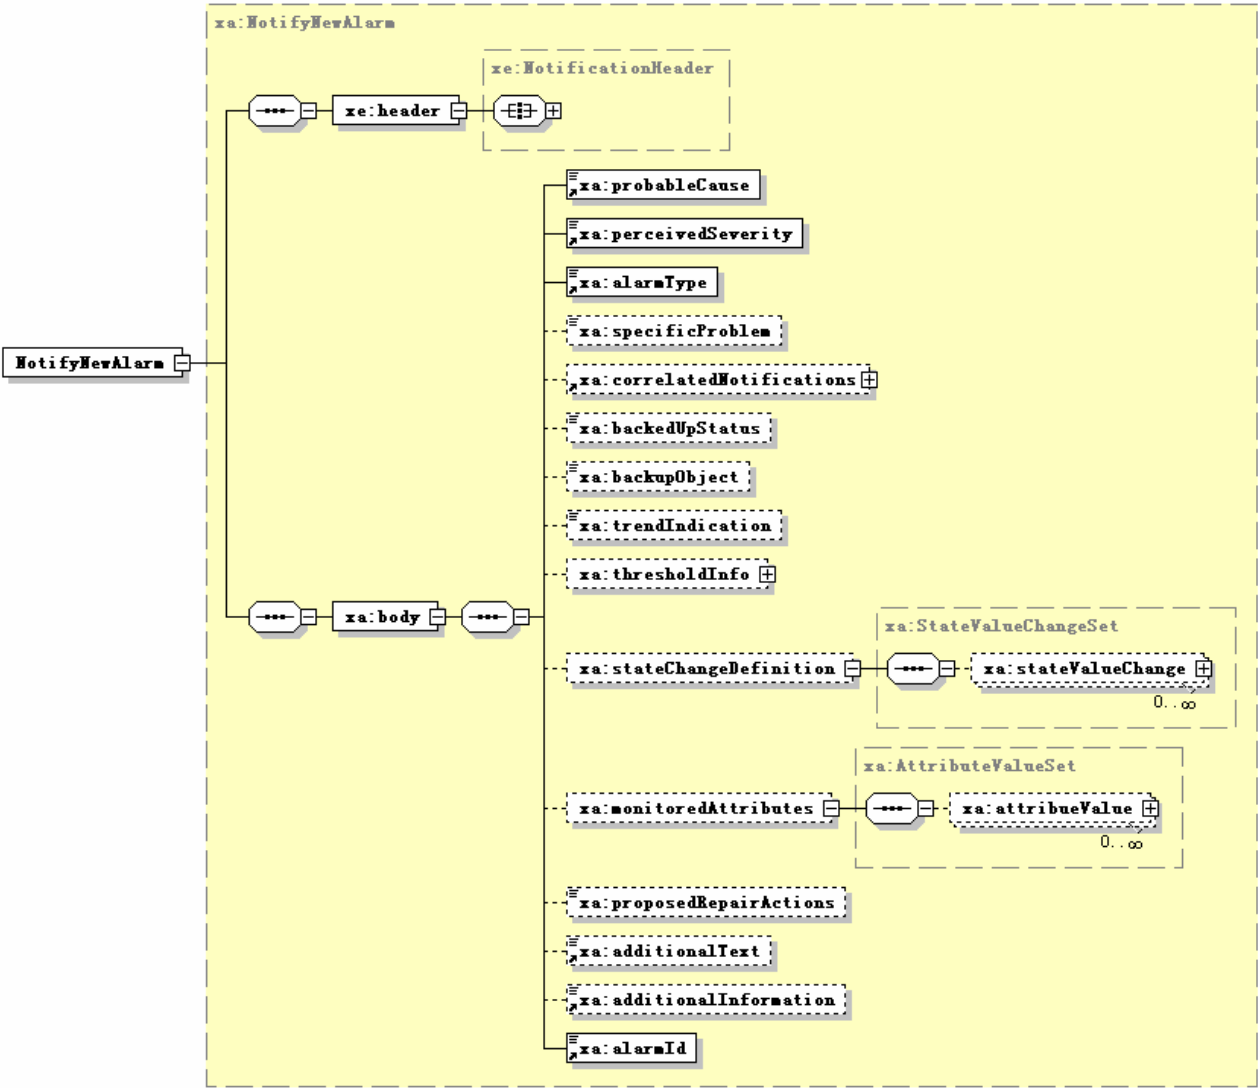 xa:NotifyNewAlarm
xe:NotificationHeader
xe:header
xa:probableCause
xa:perceivedSeverity
xa:alarmType
xa:specificProblem
NotifyNewAlarm
xa:correlatedNotifications
xa:backedUpStatus
xa:backupObject
xa:trendIndication
xa:thresholdInfo
xa:body
xa:StateValueChangeSet
xa:stateChangeDefinition
xa:stateValueChange
0..∞
xa:AttributeValueSet
xa:monitoredAttributes
xa:attribueValue
0..∞
xa:proposedRepairActions
xa:additionalText
xa:additionalInformation
xa:alarmId